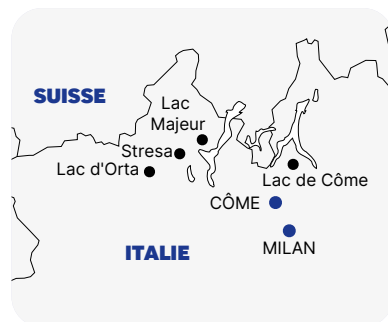 SUISSE
Lac
Majeur
Stresa
Lac d'Orta
Lac de Côme
CÔME
ITALIE
MILAN